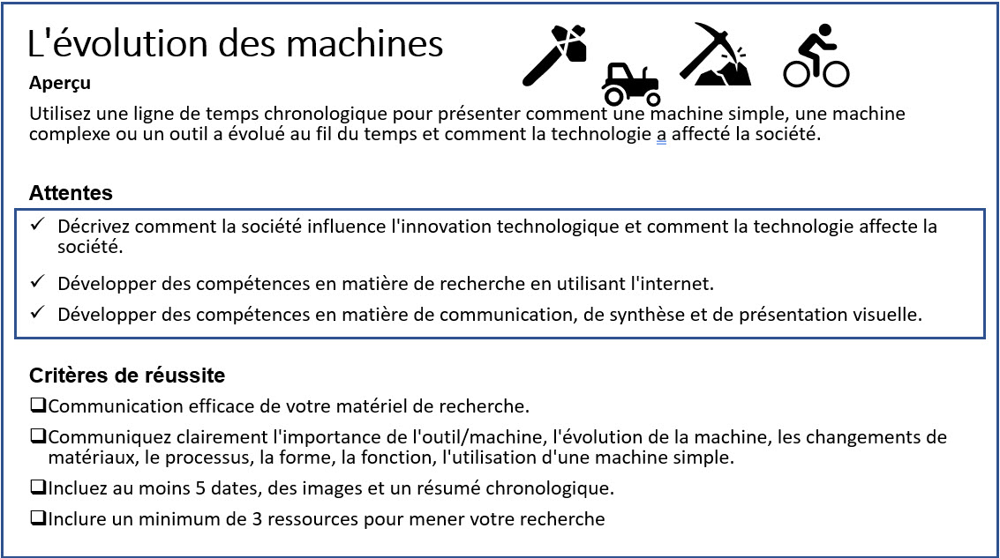 L'évolution des machines
Aperçu
Utilisez une ligne de temps chronologique pour présenter comment une machine simple, une machine
complexe ou un outil a évolué au fil du temps et comment la technologie a affecté la société.
Attentes
✓ Décrivez comment la société influence l'innovation technologique et comment la technologie affecte la
société.
✓ Développer des compétences en matière de recherche en utilisant l'internet.
✓ Développer des compétences en matière de communication, de synthèse et de présentation visuelle.
Critères de réussite
❑Communication efficace de votre matériel de recherche.
❑Communiquez clairement l'importance de l'outil/machine, l'évolution de la machine, les changements de
matériaux, le processus, la forme, la fonction, l'utilisation d'une machine simple.
❑Incluez au moins 5 dates, des images et un résumé chronologique.
❑Inclure un minimum de 3 ressources pour mener votre recherche